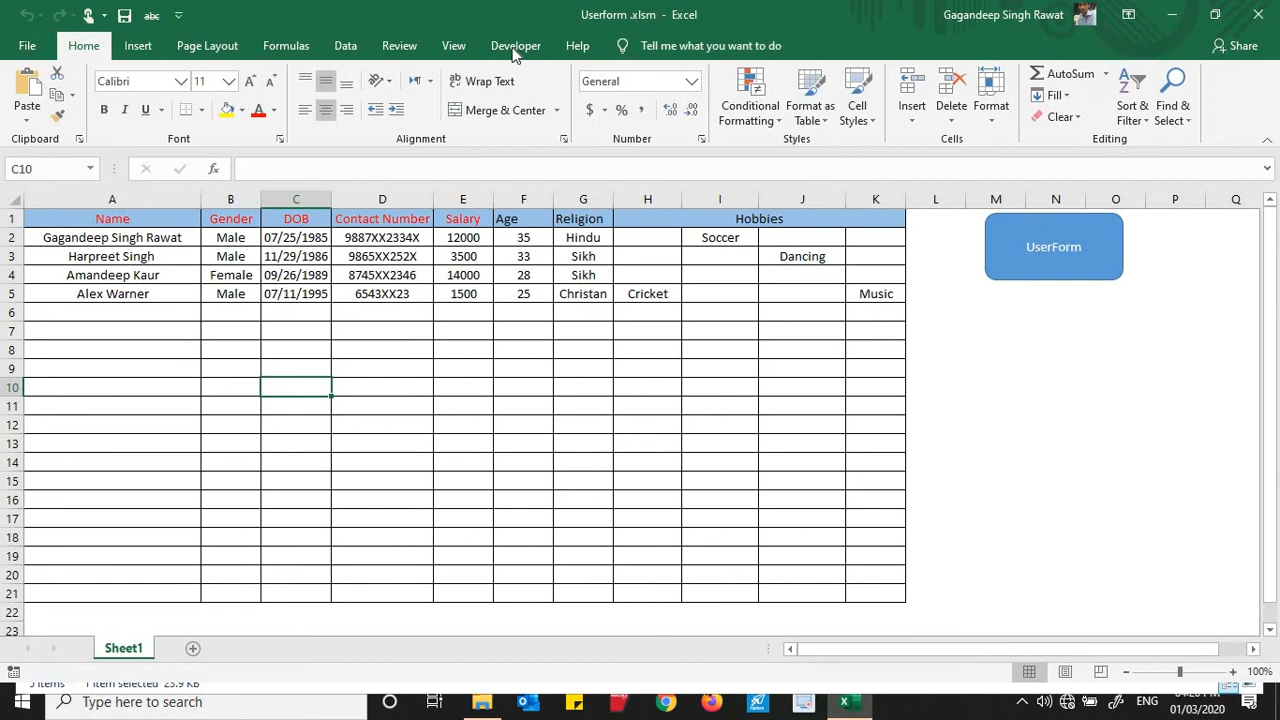 Userform .xlsm - Excel
Gagandeep Singh Rawat
File Home Insert Page Layout Formulas Data Review View Developer Help Tell me what you want to do Share
Paste
Calibri 11
Wrap Text
General
Conditional Formatting
Format as Table
Cell Styles
Insert
Delete
Format
AutoSum
Fill
Clear
Sort & Filter
Find & Select
B I U
Merge & Center
$ % ,
Clipboard Font Alignment Number Styles Cells Editing
C10
fx
A B C D E F G H I J K L M N O P Q
1 Name Gender DOB Contact Number Salary Age Religion Hobbies
2 Gagandeep Singh Rawat Male 07/25/1985 9887XX2334X 12000 35 Hindu Soccer
3 Harpreet Singh Male 11/29/1986 9865XX252X 3500 33 Sikh Dancing
4 Amandeep Kaur Female 09/26/1989 8745XX2346 14000 28 Sikh
5 Alex Warner Male 07/11/1995 6543XX23 1500 25 Christan Cricket Music
UserForm
6
7
8
9
10
11
12
13
14
15
16
17
18
19
20
21
22
23
Sheet1
100%
1 item selected 23.9 KB
Type here to search
ENG
01/03/2020